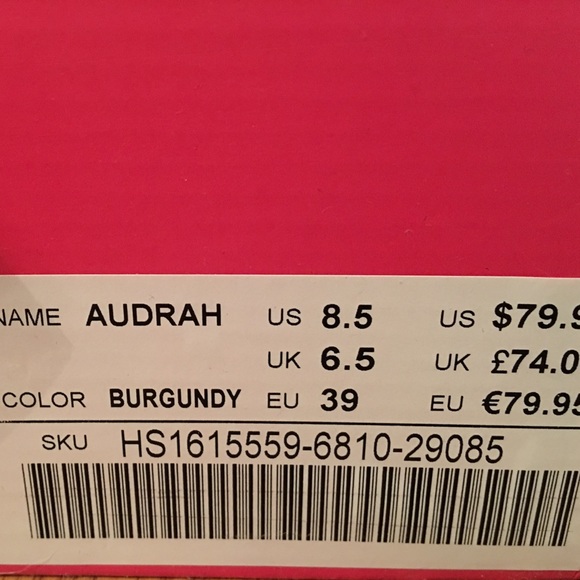 NAME AUDRAH US 8.5 US $79.9
UK 6.5 UK £74.0
COLOR BURGUNDY EU 39 EU €79.95
SKU HS1615559-6810-29085